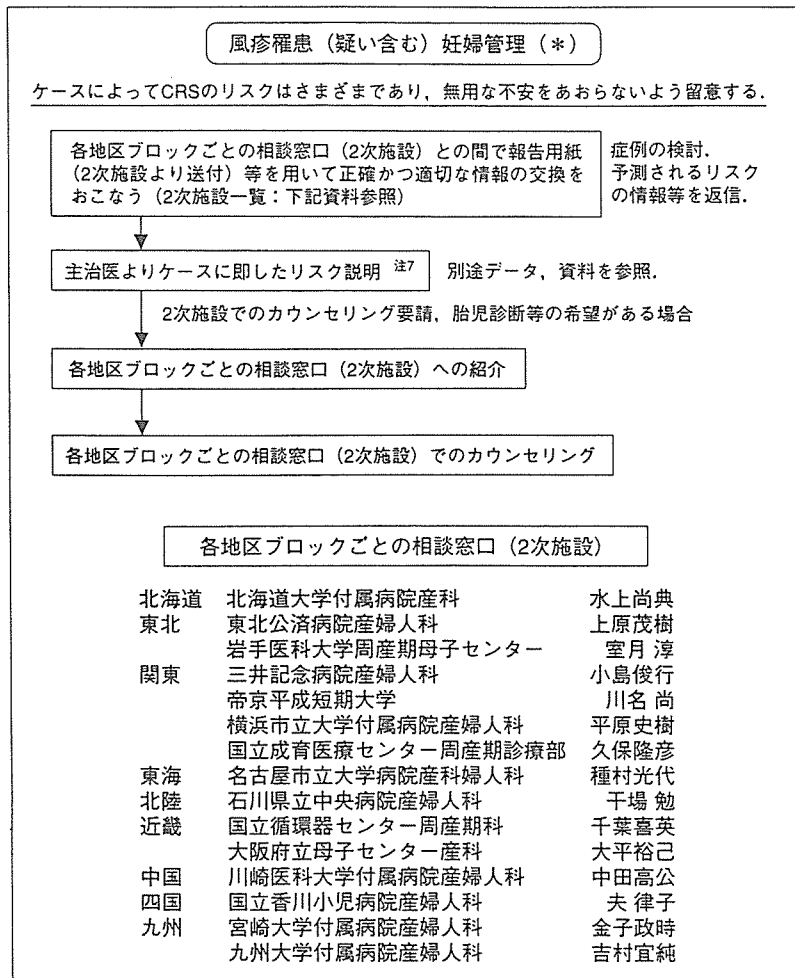 風疹罹患（疑い含む）妊婦管理（＊）
ケースによってCRSのリスクはさまざまであり，無用な不安をあおらないよう留意する．
各地区ブロックごとの相談窓口（2次施設）との間で報告用紙
（2次施設より送付）等を用いて正確かつ適切な情報の交換を
おこなう（2次施設一覧：下記資料参照）
症例の検討．
予測されるリスク
の情報等を返信．
主治医よりケースに即したリスク説明 注7
別途データ，資料を参照．
2次施設でのカウンセリング要請，胎児診断等の希望がある場合
各地区ブロックごとの相談窓口（2次施設）への紹介
各地区ブロックごとの相談窓口（2次施設）でのカウンセリング
各地区ブロックごとの相談窓口（2次施設）
北海道 北海道大学付属病院産科 水上尚典
東北 東北公済病院産婦人科 上原茂樹
岩手医科大学周産期母子センター 室月 淳
関東 三井記念病院産婦人科 小島俊行
帝京平成短期大学 川名 尚
横浜市立大学付属病院産婦人科 平原史樹
国立成育医療センター周産期診療部 久保隆彦
東海 名古屋市立大学病院産科婦人科 種村光代
北陸 石川県立中央病院産婦人科 干場 勉
近畿 国立循環器センター周産期科 千葉喜英
大阪府立母子センター産科 大平裕己
中国 川崎医科大学付属病院産婦人科 中田高公
四国 国立香川小児病院産婦人科 夫 律子
九州 宮崎大学付属病院産婦人科 金子政時
九州大学付属病院産婦人科 吉村宜純